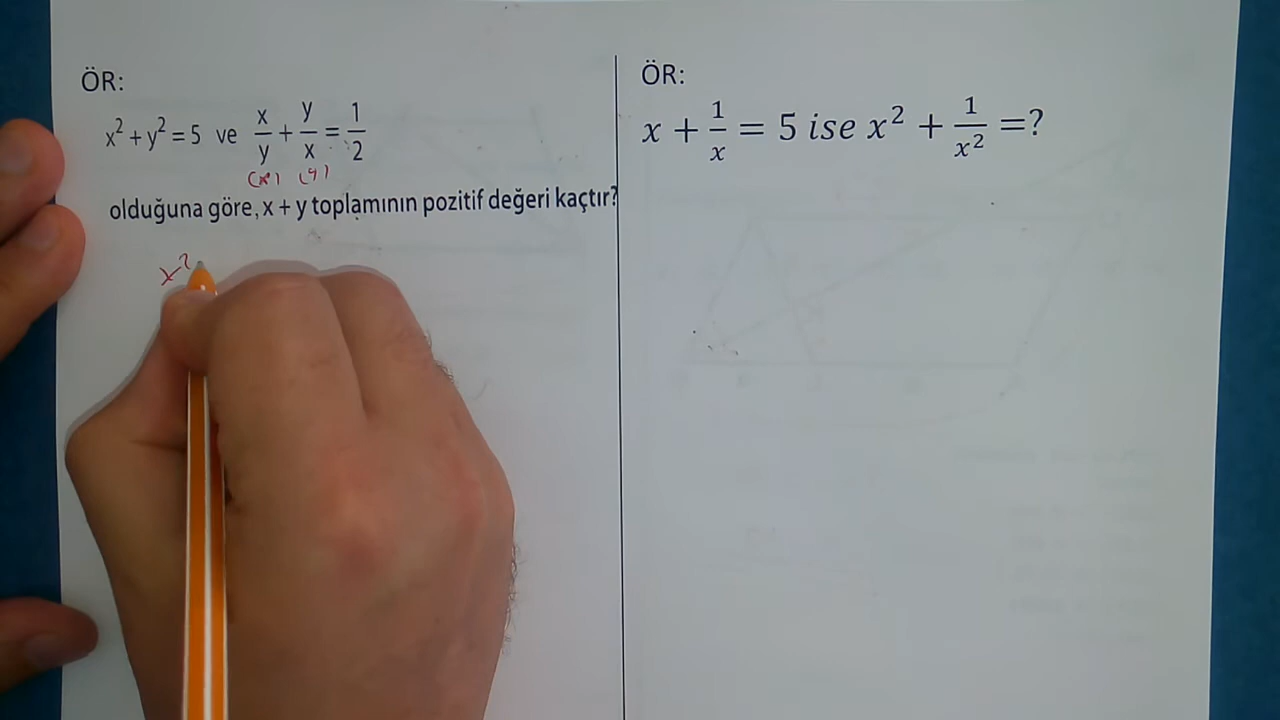 ÖR:
x² + y² = 5 ve x/y + y/x = 1/2
(x) (y)
olduğuna göre, x + y toplamının pozitif değeri kaçtır?
x²
ÖR:
x + 1/x = 5 ise x² + 1/x² =?